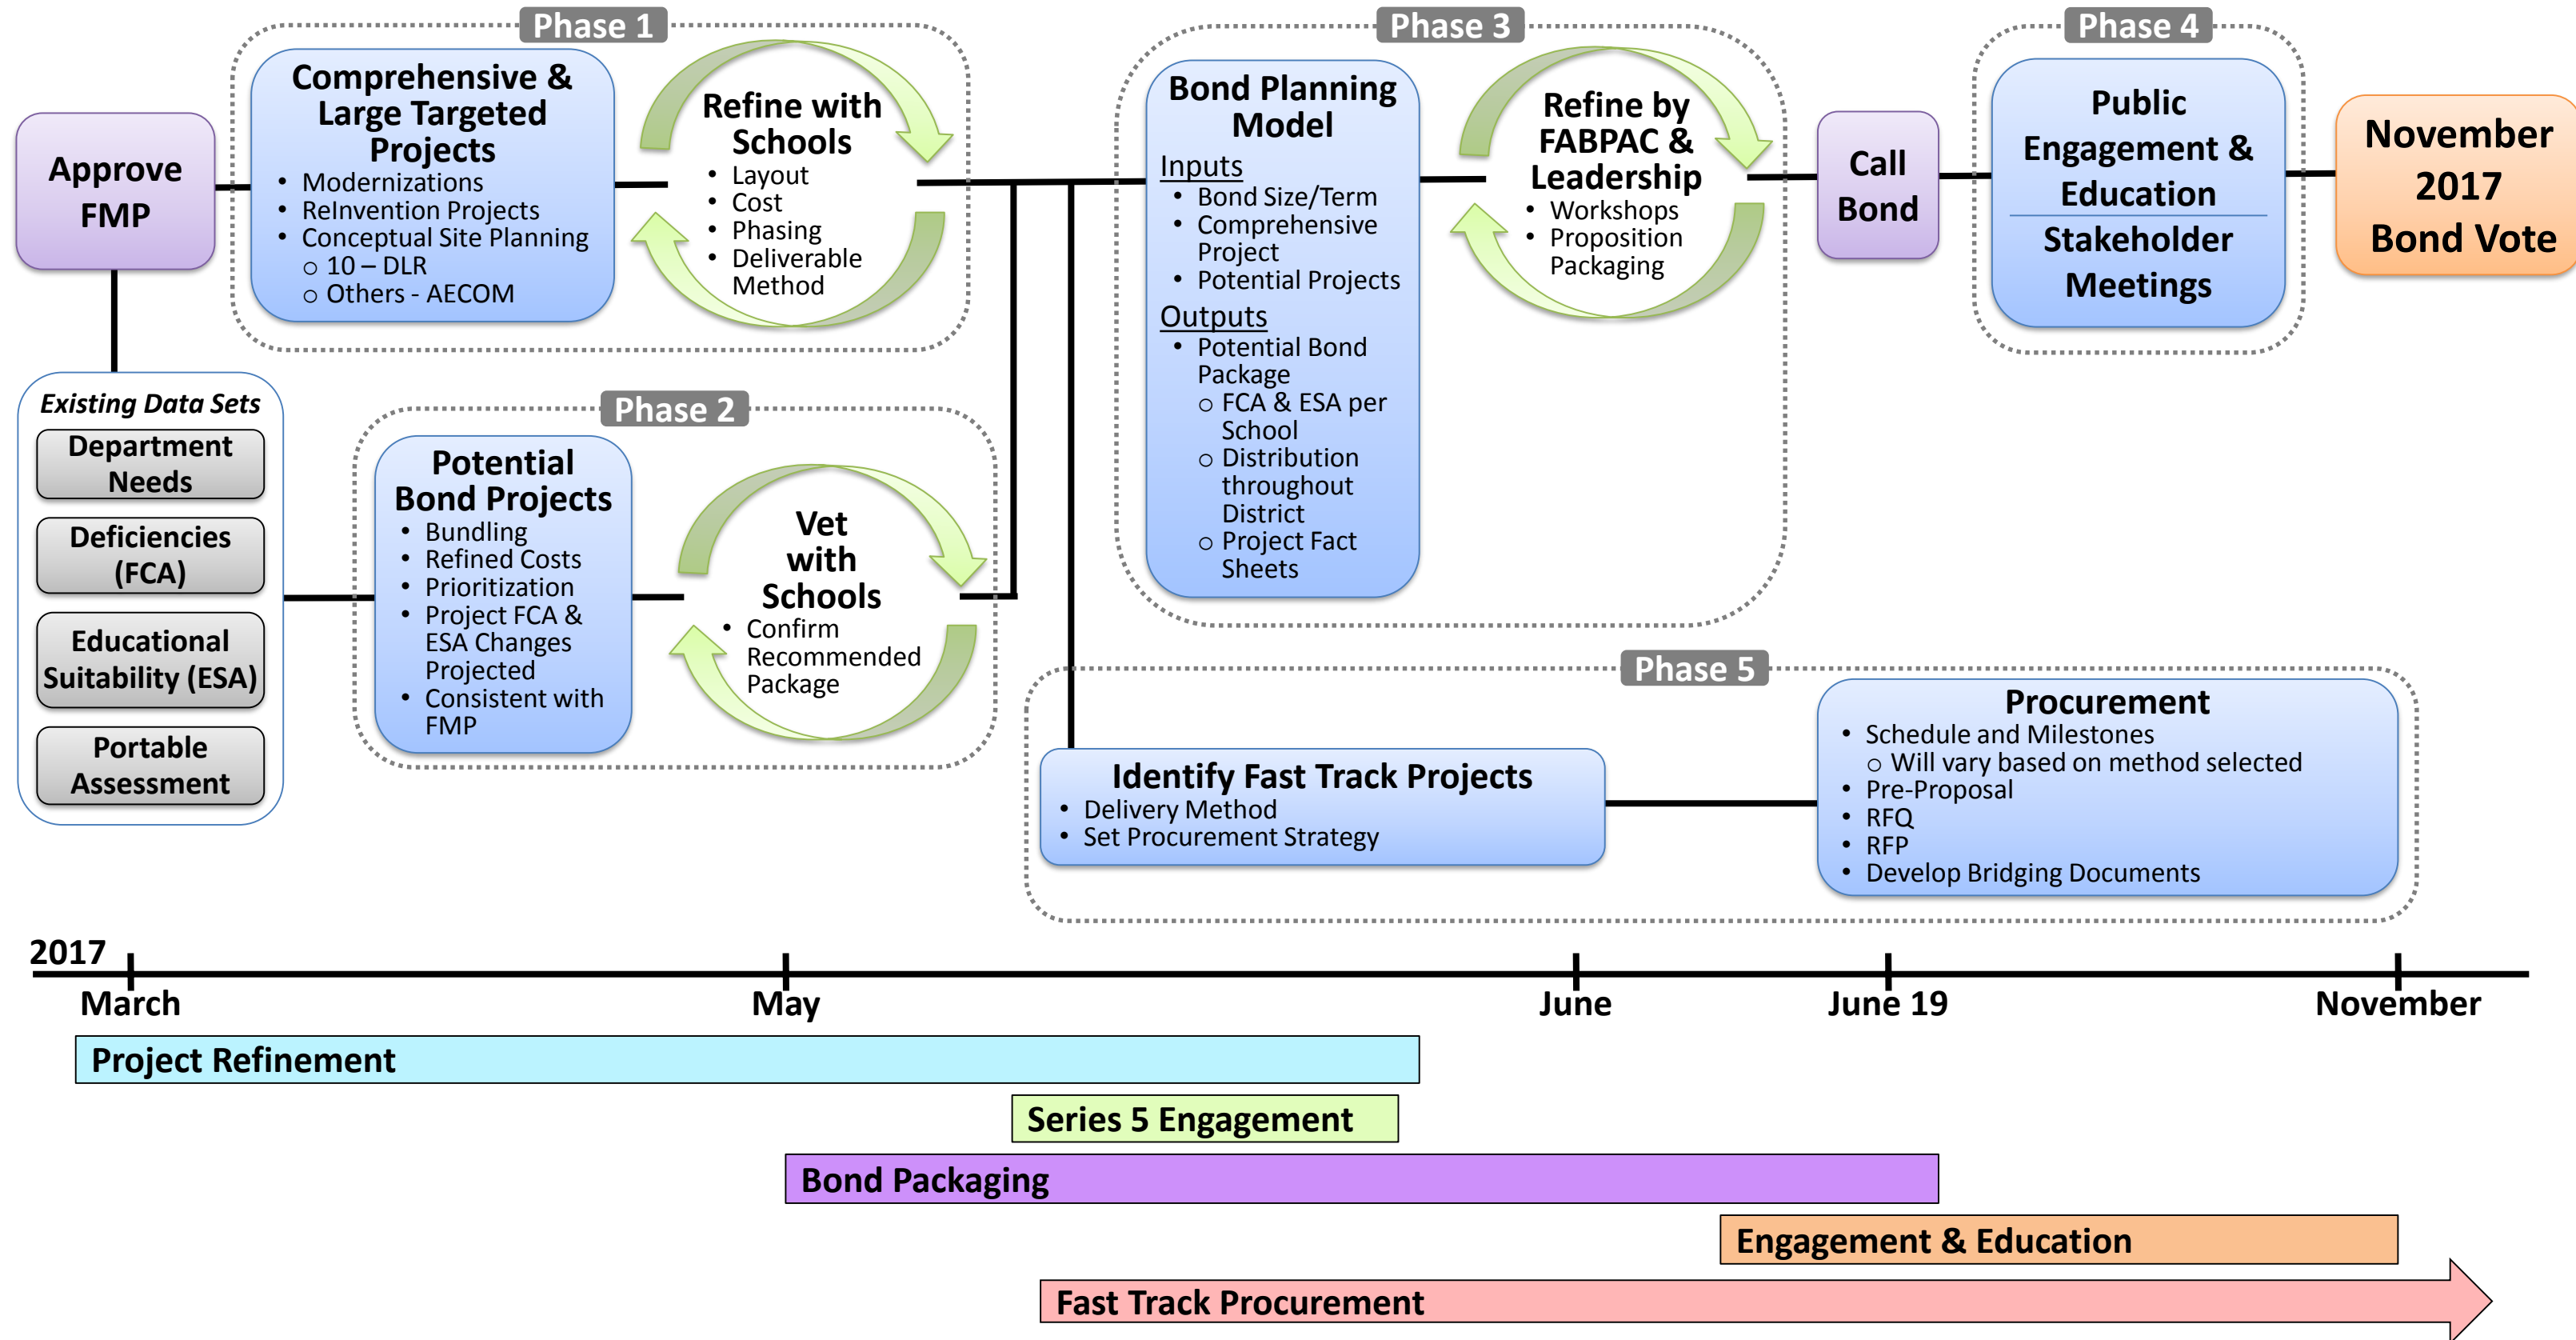 Phase 1
Approve
FMP
Comprehensive &
Large Targeted
Projects
• Modernizations
• ReInvention Projects
• Conceptual Site Planning
o 10 – DLR
o Others - AECOM
Refine with
Schools
• Layout
• Cost
• Phasing
• Deliverable
Method
Existing Data Sets
Department
Needs
Deficiencies
(FCA)
Educational
Suitability (ESA)
Portable
Assessment
Phase 2
Potential
Bond Projects
• Bundling
• Refined Costs
• Prioritization
• Project FCA &
ESA Changes
Projected
• Consistent with
FMP
Vet
with
Schools
• Confirm
Recommended
Package
Phase 3
Bond Planning
Model
Inputs
• Bond Size/Term
• Comprehensive
Project
• Potential Projects
Outputs
• Potential Bond
Package
o FCA & ESA per
School
o Distribution
throughout
District
o Project Fact
Sheets
Refine by
FABPAC &
Leadership
• Workshops
• Proposition
Packaging
Call
Bond
Phase 4
Public
Engagement &
Education
Stakeholder
Meetings
November
2017
Bond Vote
Phase 5
Identify Fast Track Projects
• Delivery Method
• Set Procurement Strategy
Procurement
• Schedule and Milestones
o Will vary based on method selected
• Pre-Proposal
• RFQ
• RFP
• Develop Bridging Documents
2017
March
May
June
June 19
November
Project Refinement
Series 5 Engagement
Bond Packaging
Engagement & Education
Fast Track Procurement